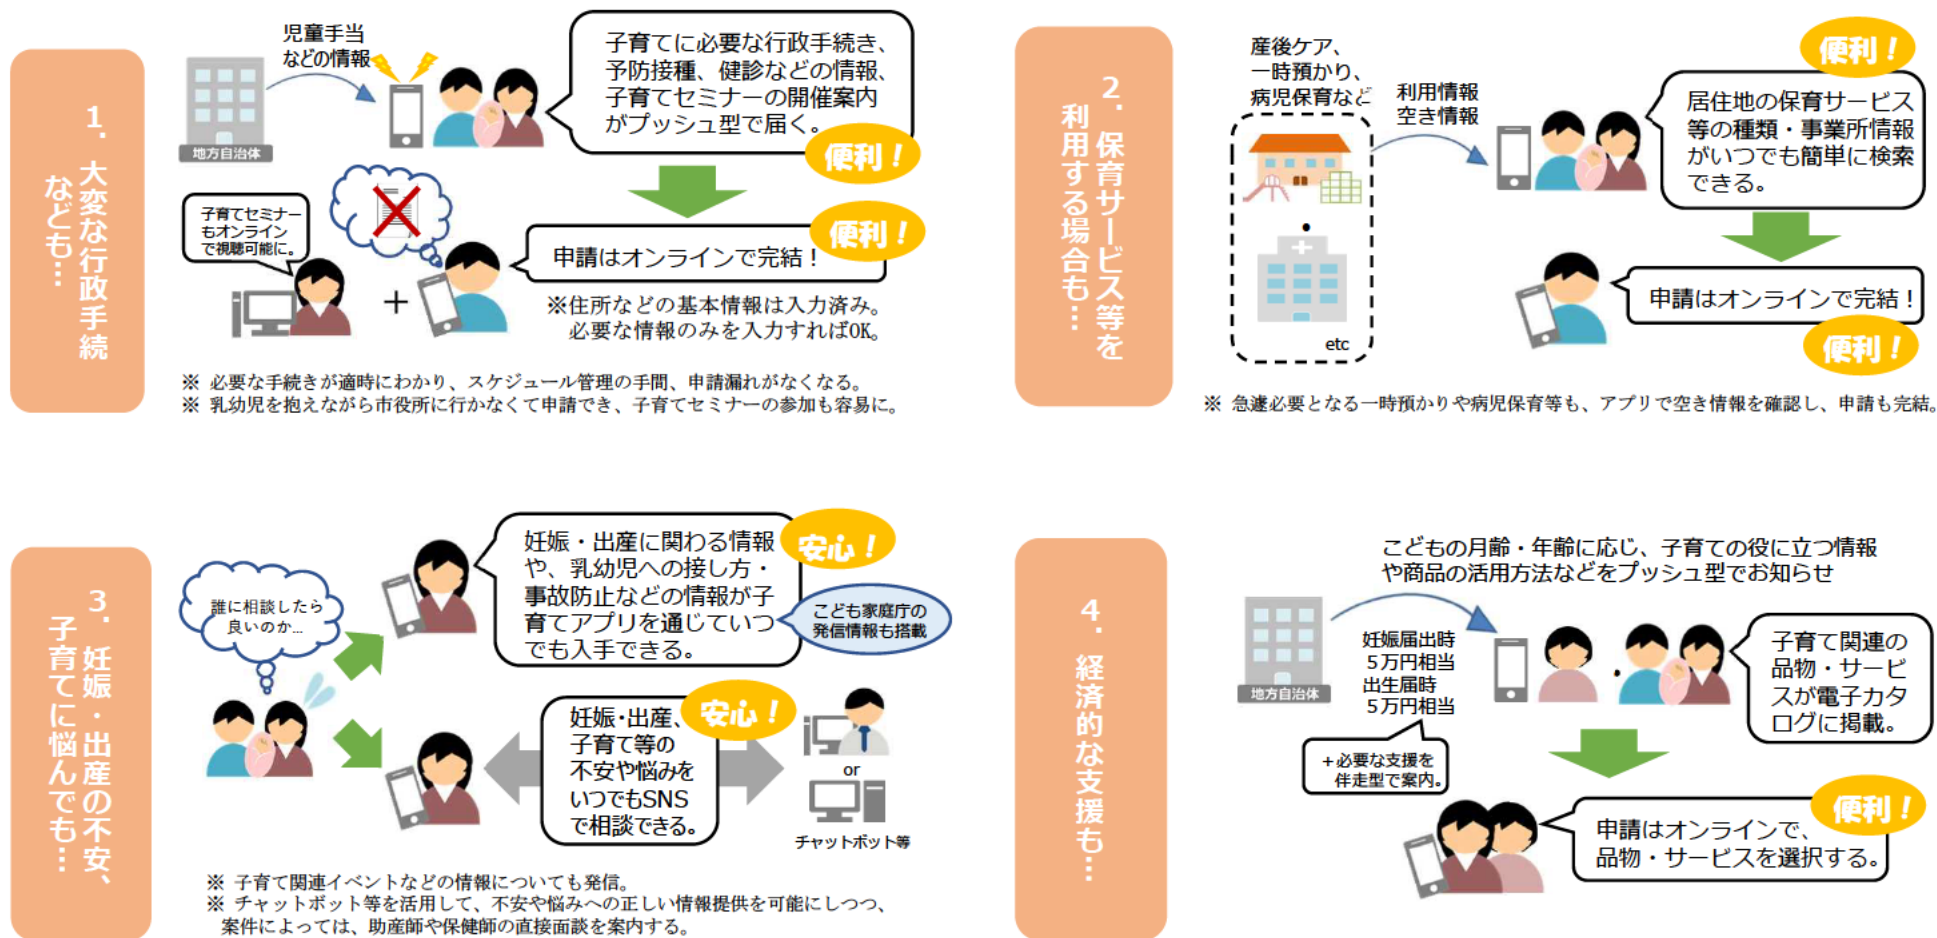 1．大変な行政手続
なども…
児童手当
などの情報
地方自治体
子育てに必要な行政手続き、
予防接種、健診などの情報、
子育てセミナーの開催案内
がプッシュ型で届く。
便利！
子育てセミナー
もオンライン
で視聴可能に。
＋
申請はオンラインで完結！
便利！
※住所などの基本情報は入力済み。
必要な情報のみを入力すればOK。
※ 必要な手続きが適時にわかり、スケジュール管理の手間、申請漏れがなくなる。
※ 乳幼児を抱えながら市役所に行かなくて申請でき、子育てセミナーの参加も容易に。
2．保育サービス等を
利用する場合も…
産後ケア、
一時預かり、
病児保育など
・
etc
利用情報
空き情報
便利！
居住地の保育サービス
等の種類・事業所情報
がいつでも簡単に検索
できる。
申請はオンラインで完結！
便利！
※ 急遽必要となる一時預かりや病児保育等も、アプリで空き情報を確認し、申請も完結。
3．妊娠・出産の不安、
子育てに悩んでも…
誰に相談したら
良いのか…
妊娠・出産に関わる情報
や、乳幼児への接し方・
事故防止などの情報が子
育てアプリを通じていつ
でも入手できる。
安心！
こども家庭庁の
発信情報も搭載
妊娠・出産、
子育て等の
不安や悩みを
いつでもSNS
で相談できる。
安心！
or
チャットボット等
※ 子育て関連イベントなどの情報についても発信。
※ チャットボット等を活用して、不安や悩みへの正しい情報提供を可能にしつつ、
案件によっては、助産師や保健師の直接面談を案内する。
4．経済的な支援も…
こどもの月齢・年齢に応じ、子育ての役に立つ情報
や商品の活用方法などをプッシュ型でお知らせ
地方自治体
妊娠届出時
5万円相当
出生届時
5万円相当
＋必要な支援を
伴走型で案内。
・
子育て関連の
品物・サービ
スが電子カタ
ログに掲載。
便利！
申請はオンラインで、
品物・サービスを選択する。